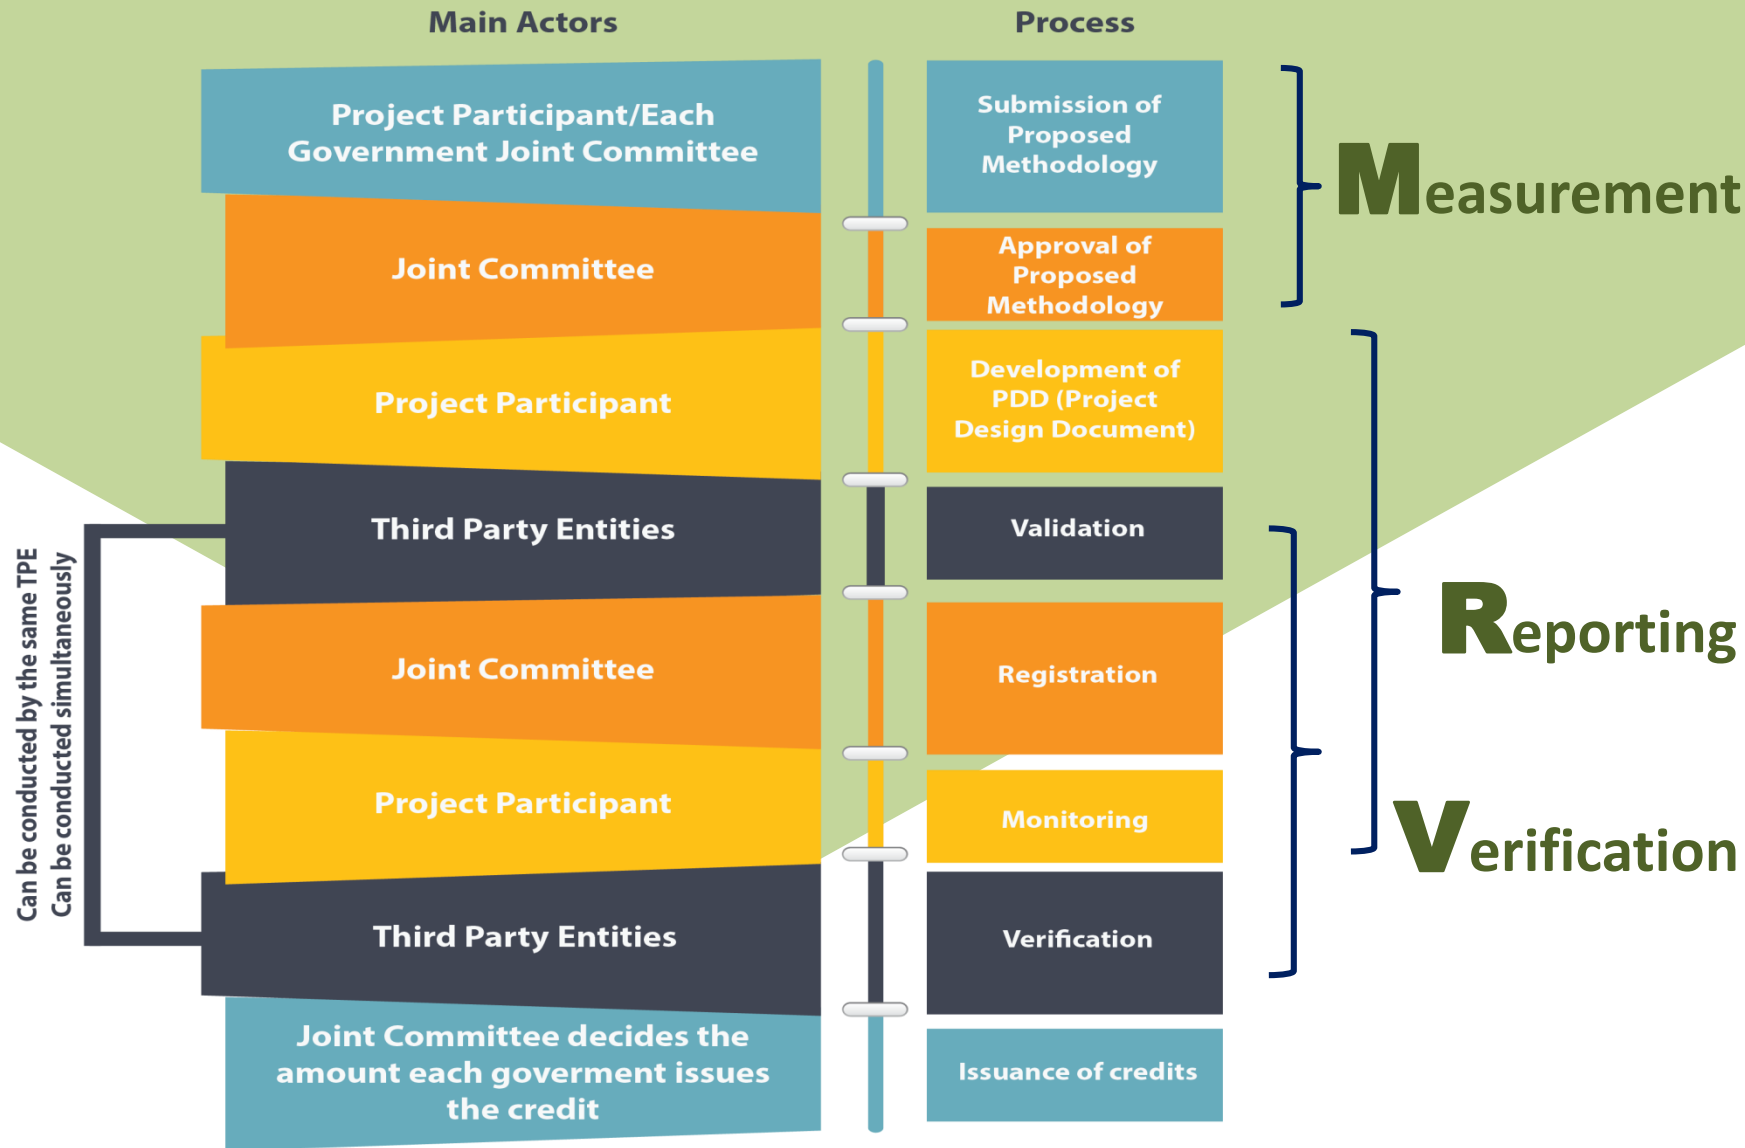 Main Actors
Process
Project Participant/Each
Government Joint Committee
Submission of
Proposed
Methodology
Measurement
Joint Committee
Approval of
Proposed
Methodology
Project Participant
Development of
PDD (Project
Design Document)
Third Party Entities
Validation
Can be conducted by the same TPE
Can be conducted simultaneously
Reporting
Joint Committee
Registration
Project Participant
Monitoring
Verification
Third Party Entities
Verification
Joint Committee decides the
amount each goverment issues
the credit
Issuance of credits